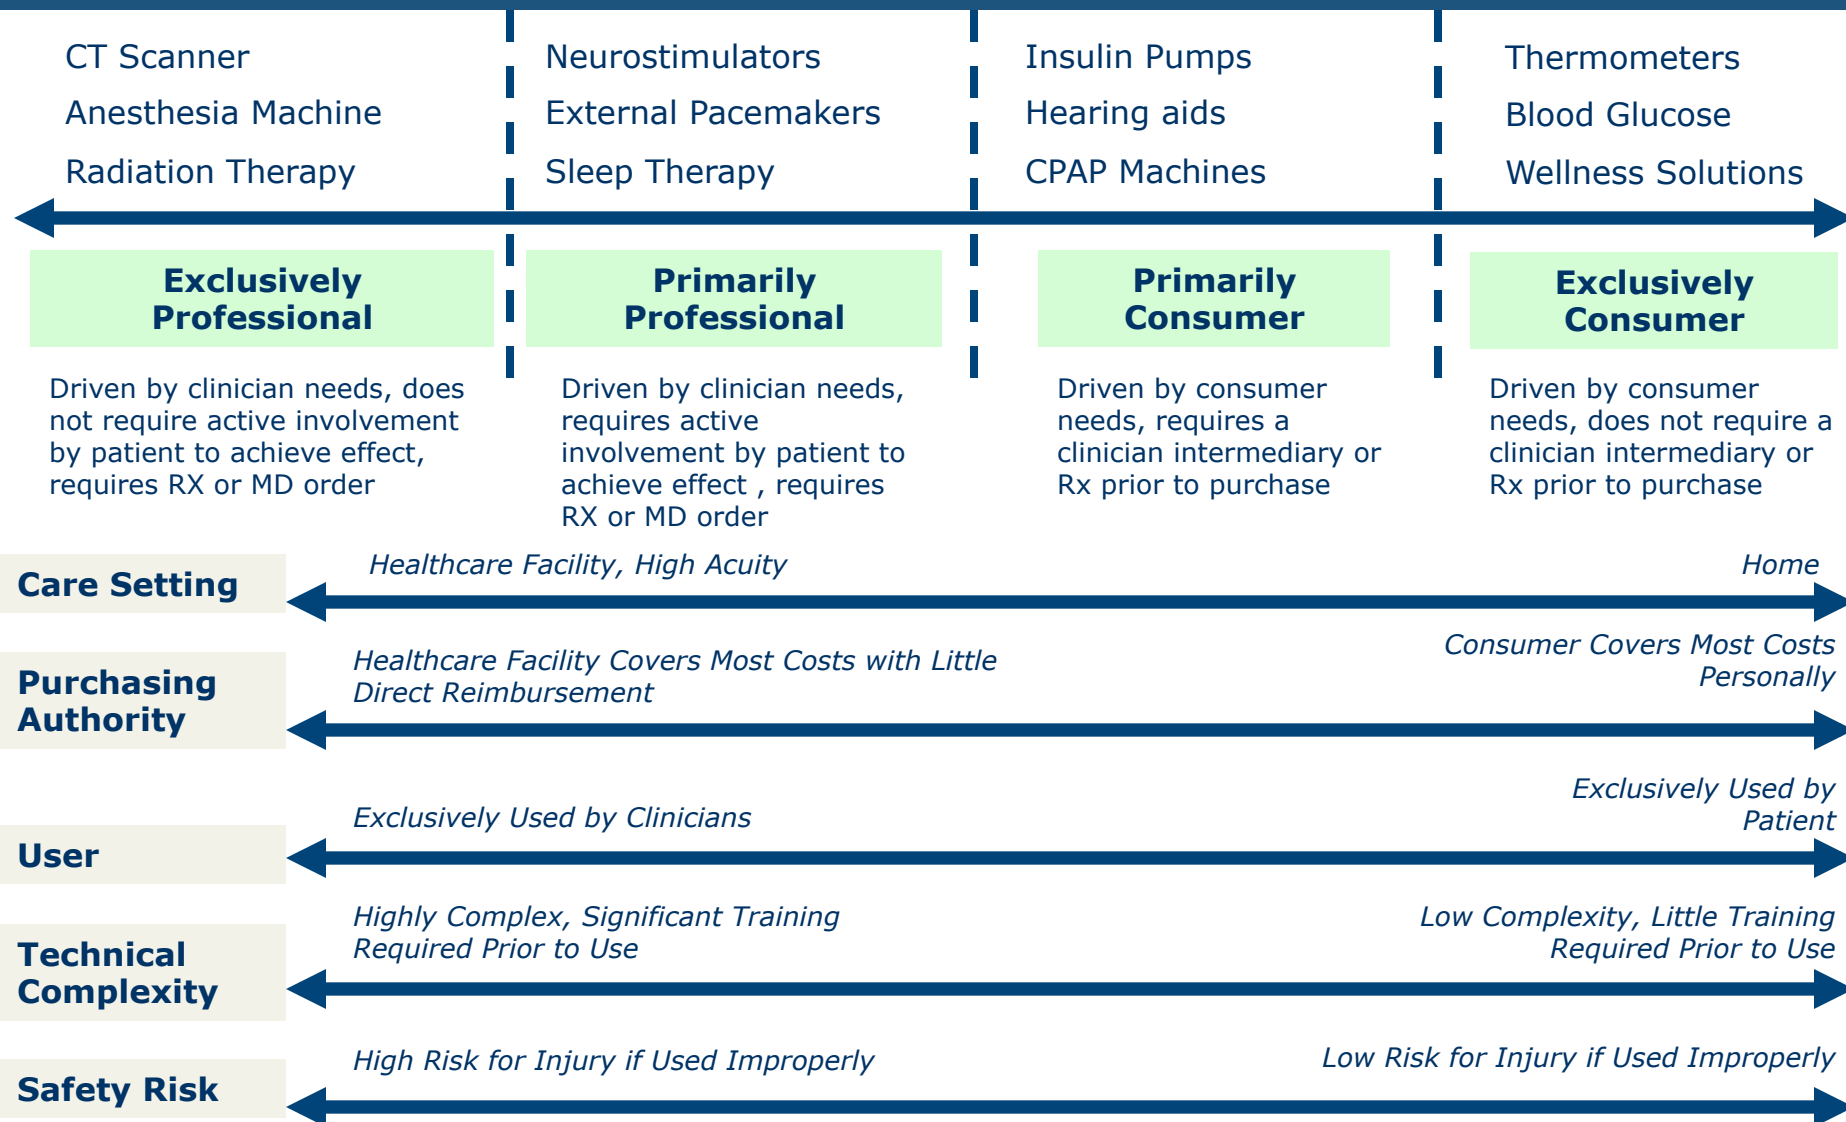 CT Scanner
Anesthesia Machine
Radiation Therapy
Neurostimulators
External Pacemakers
Sleep Therapy
Insulin Pumps
Hearing aids
CPAP Machines
Thermometers
Blood Glucose
Wellness Solutions
Exclusively
Professional
Primarily
Professional
Primarily
Consumer
Exclusively
Consumer
Driven by clinician needs, does
not require active involvement
by patient to achieve effect,
requires RX or MD order
Driven by clinician needs,
requires active
involvement by patient to
achieve effect , requires
RX or MD order
Driven by consumer
needs, requires a
clinician intermediary or
Rx prior to purchase
Driven by consumer
needs, does not require a
clinician intermediary or
Rx prior to purchase
Care Setting
Healthcare Facility, High Acuity
Home
Purchasing
Authority
Healthcare Facility Covers Most Costs with Little
Direct Reimbursement
Consumer Covers Most Costs
Personally
User
Exclusively Used by Clinicians
Exclusively Used by
Patient
Technical
Complexity
Highly Complex, Significant Training
Required Prior to Use
Low Complexity, Little Training
Required Prior to Use
Safety Risk
High Risk for Injury if Used Improperly
Low Risk for Injury if Used Improperly